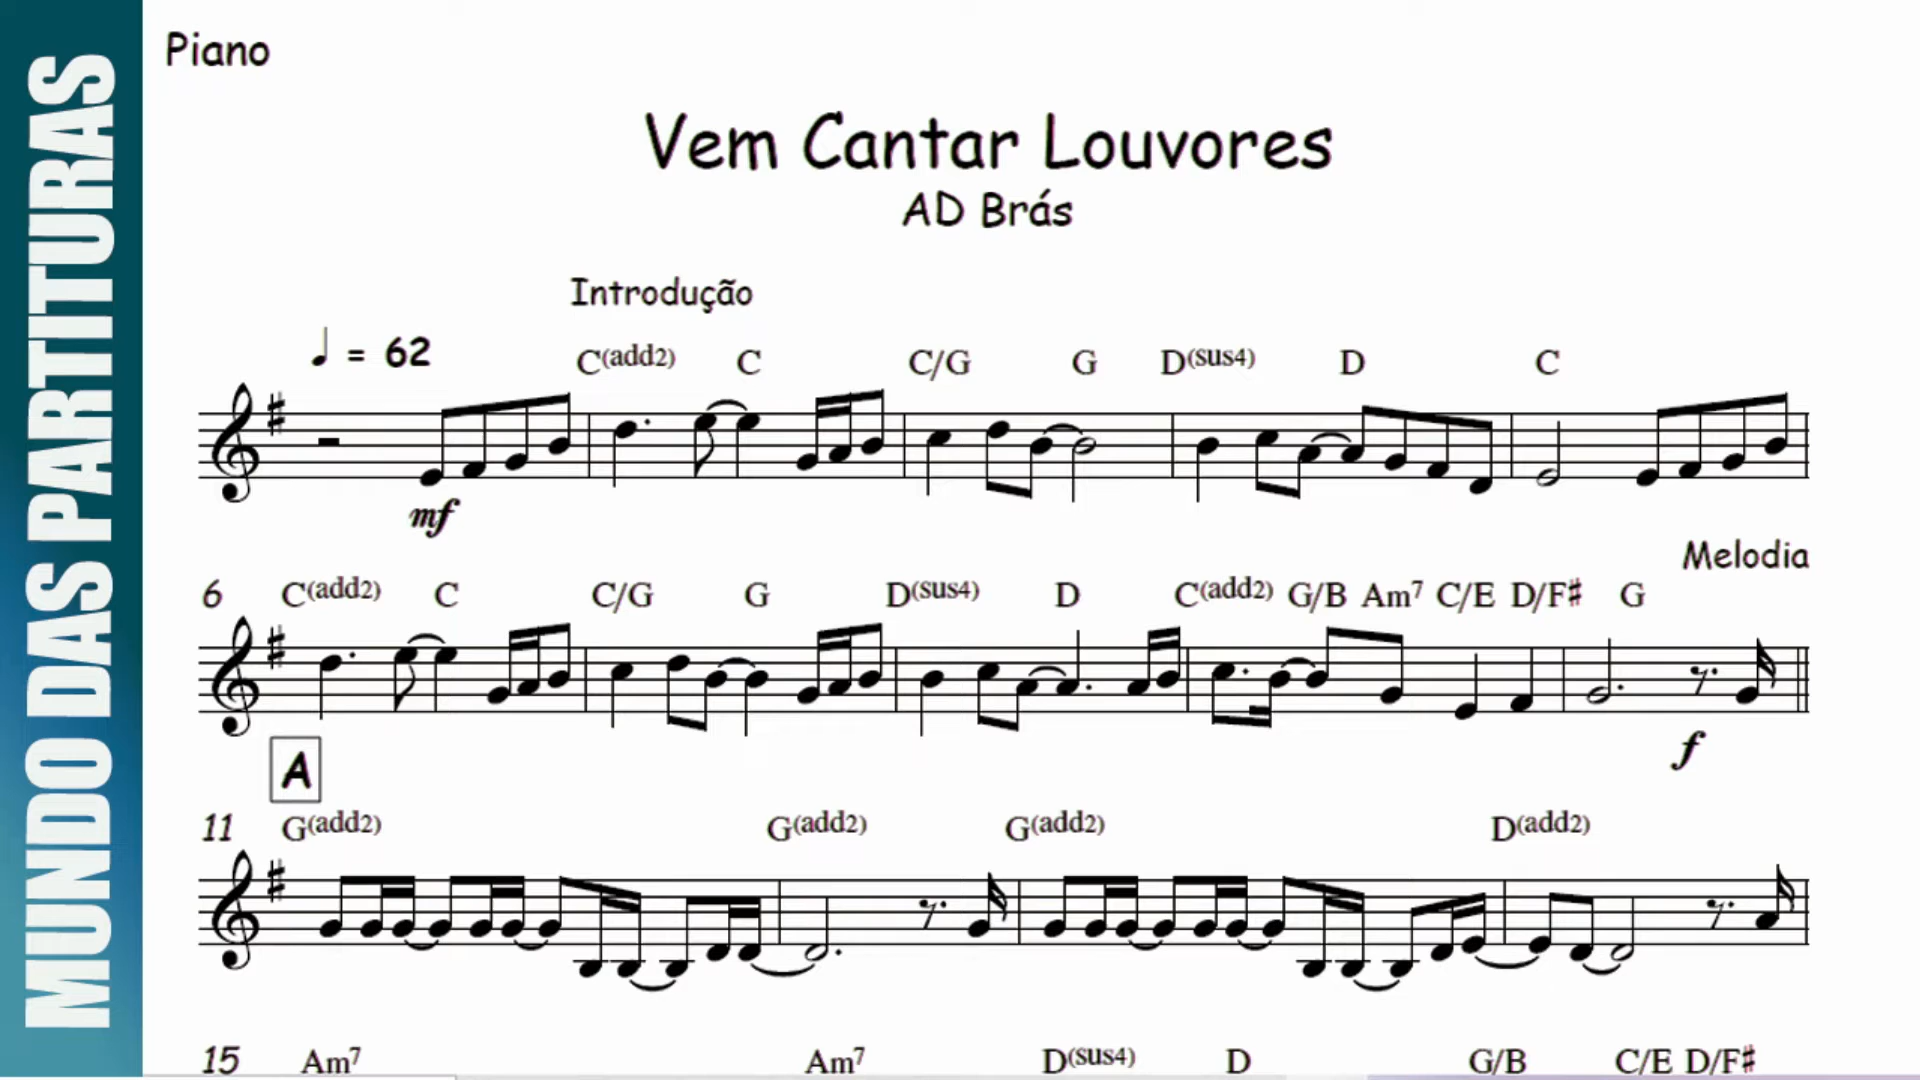 MUNDO DAS PARTITURAS
Piano
Vem Cantar Louvores
AD Brás
Introdução
= 62
C(add2) C C/G G D(sus4) D C
mf
Melodia
6 C(add2) C C/G G D(sus4) D C(add2) G/B Am7 C/E D/F♯ G
f
A
11 G(add2) G(add2) G(add2) D(add2)
15 Am7 Am7 D(sus4) D G/B C/E D/F♯